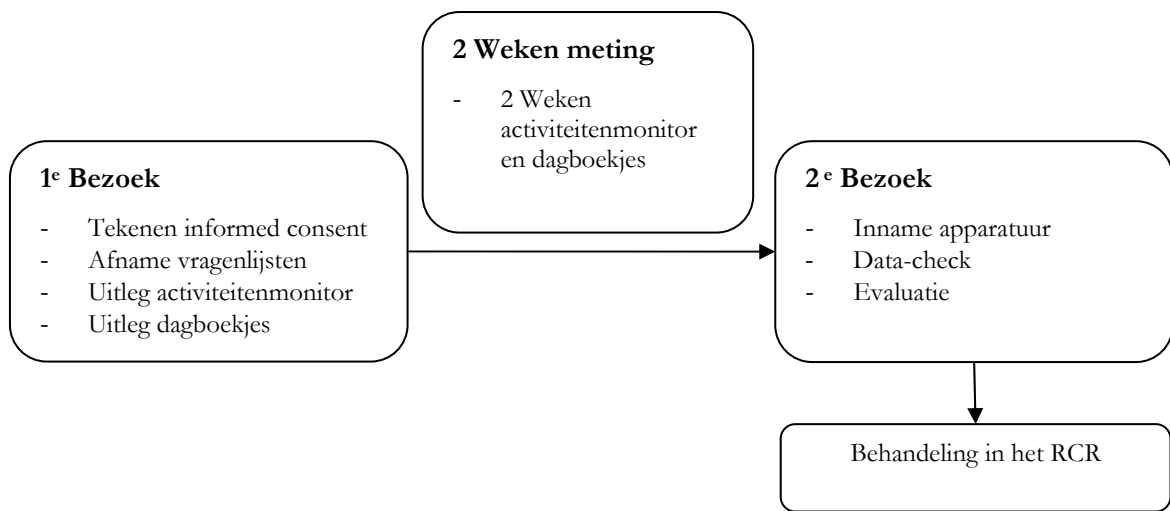 1e Bezoek
- Tekenen informed consent
- Afname vragenlijsten
- Uitleg activiteitenmonitor
- Uitleg dagboekjes
2 Weken meting
- 2 Weken
activiteitenmonitor
en dagboekjes
2 e Bezoek
- Inname apparatuur
- Data-check
- Evaluatie
Behandeling in het RCR